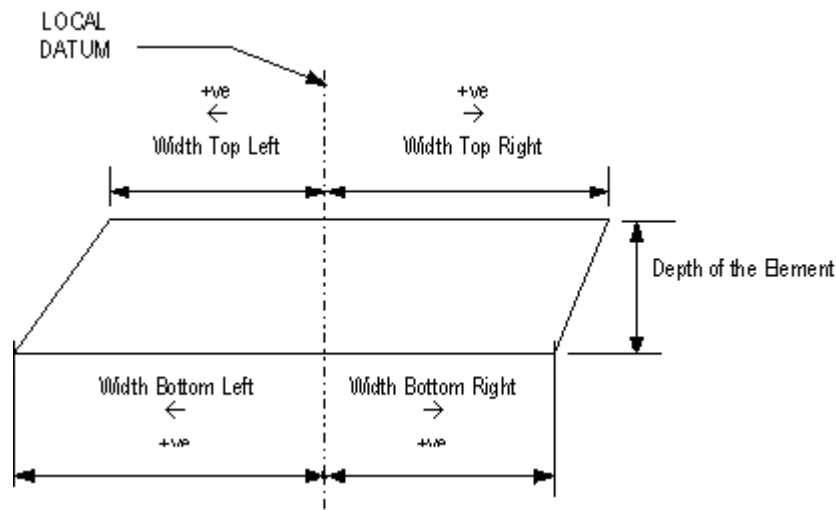 LOCAL
DATUM
+ve
+ve
← →
Width Top Left
Width Top Right
Depth of the Element
Width Bottom Left
Width Bottom Right
← →
+ve
+ve